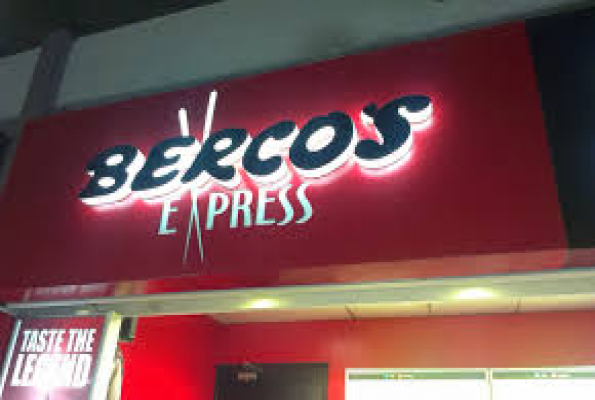 BERCO'S
EXPRESS
TASTE THE
LEGEND